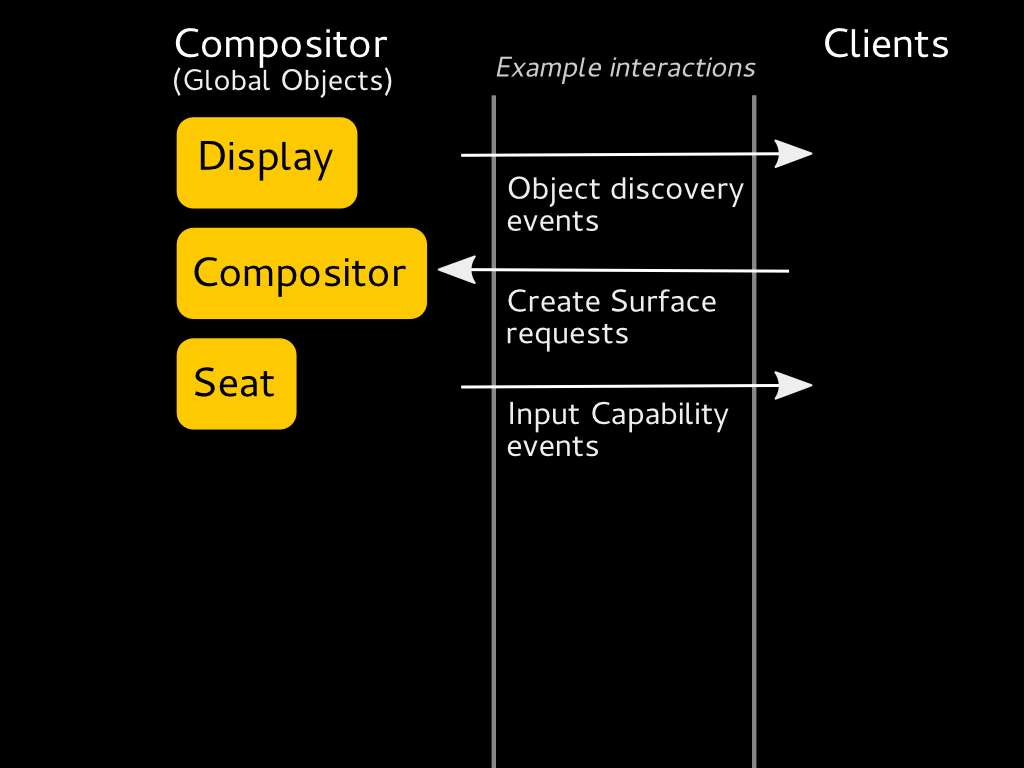 Compositor
(Global Objects)
Example interactions
Clients
Display
Object discovery
events
Compositor
Create Surface
requests
Seat
Input Capability
events